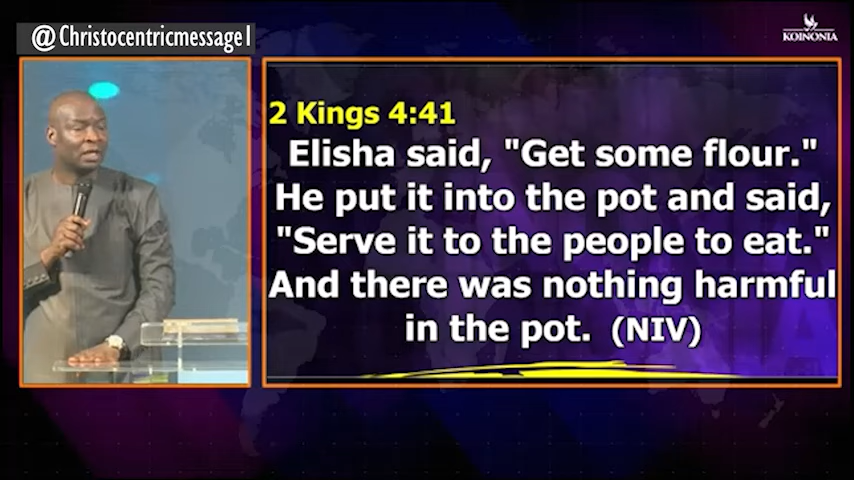 @Christocentricmessage1
KOINONIA
2 Kings 4:41
Elisha said, "Get some flour."
He put it into the pot and said,
"Serve it to the people to eat."
And there was nothing harmful
in the pot. (NIV)